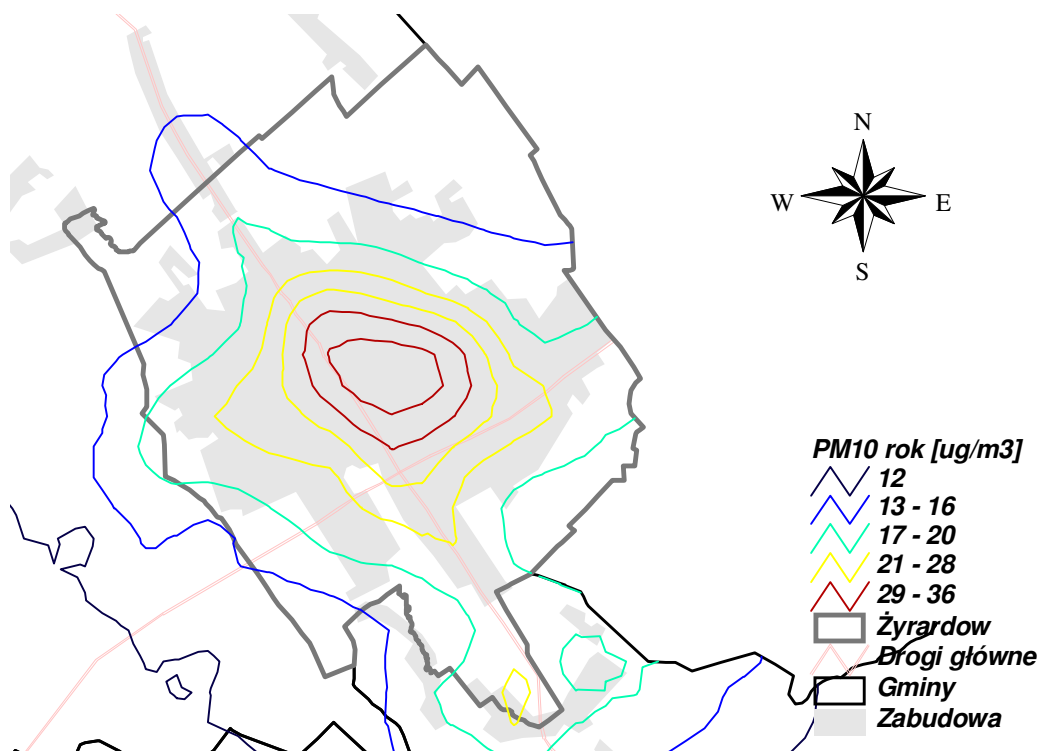 N
W E
S
PM10 rok [ug/m3]
12
13 - 16
17 - 20
21 - 28
29 - 36
Żyrardow
Drogi główne
Gminy
Zabudowa